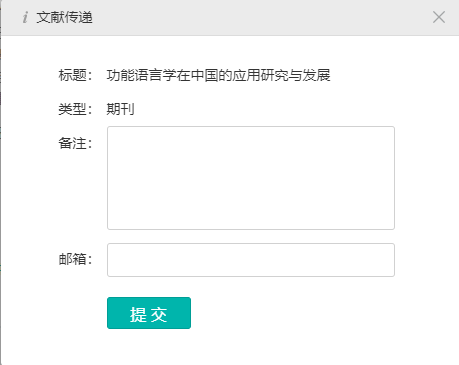 i 文献传递
标题： 功能语言学在中国的应用研究与发展
类型： 期刊
备注：
邮箱：
提 交